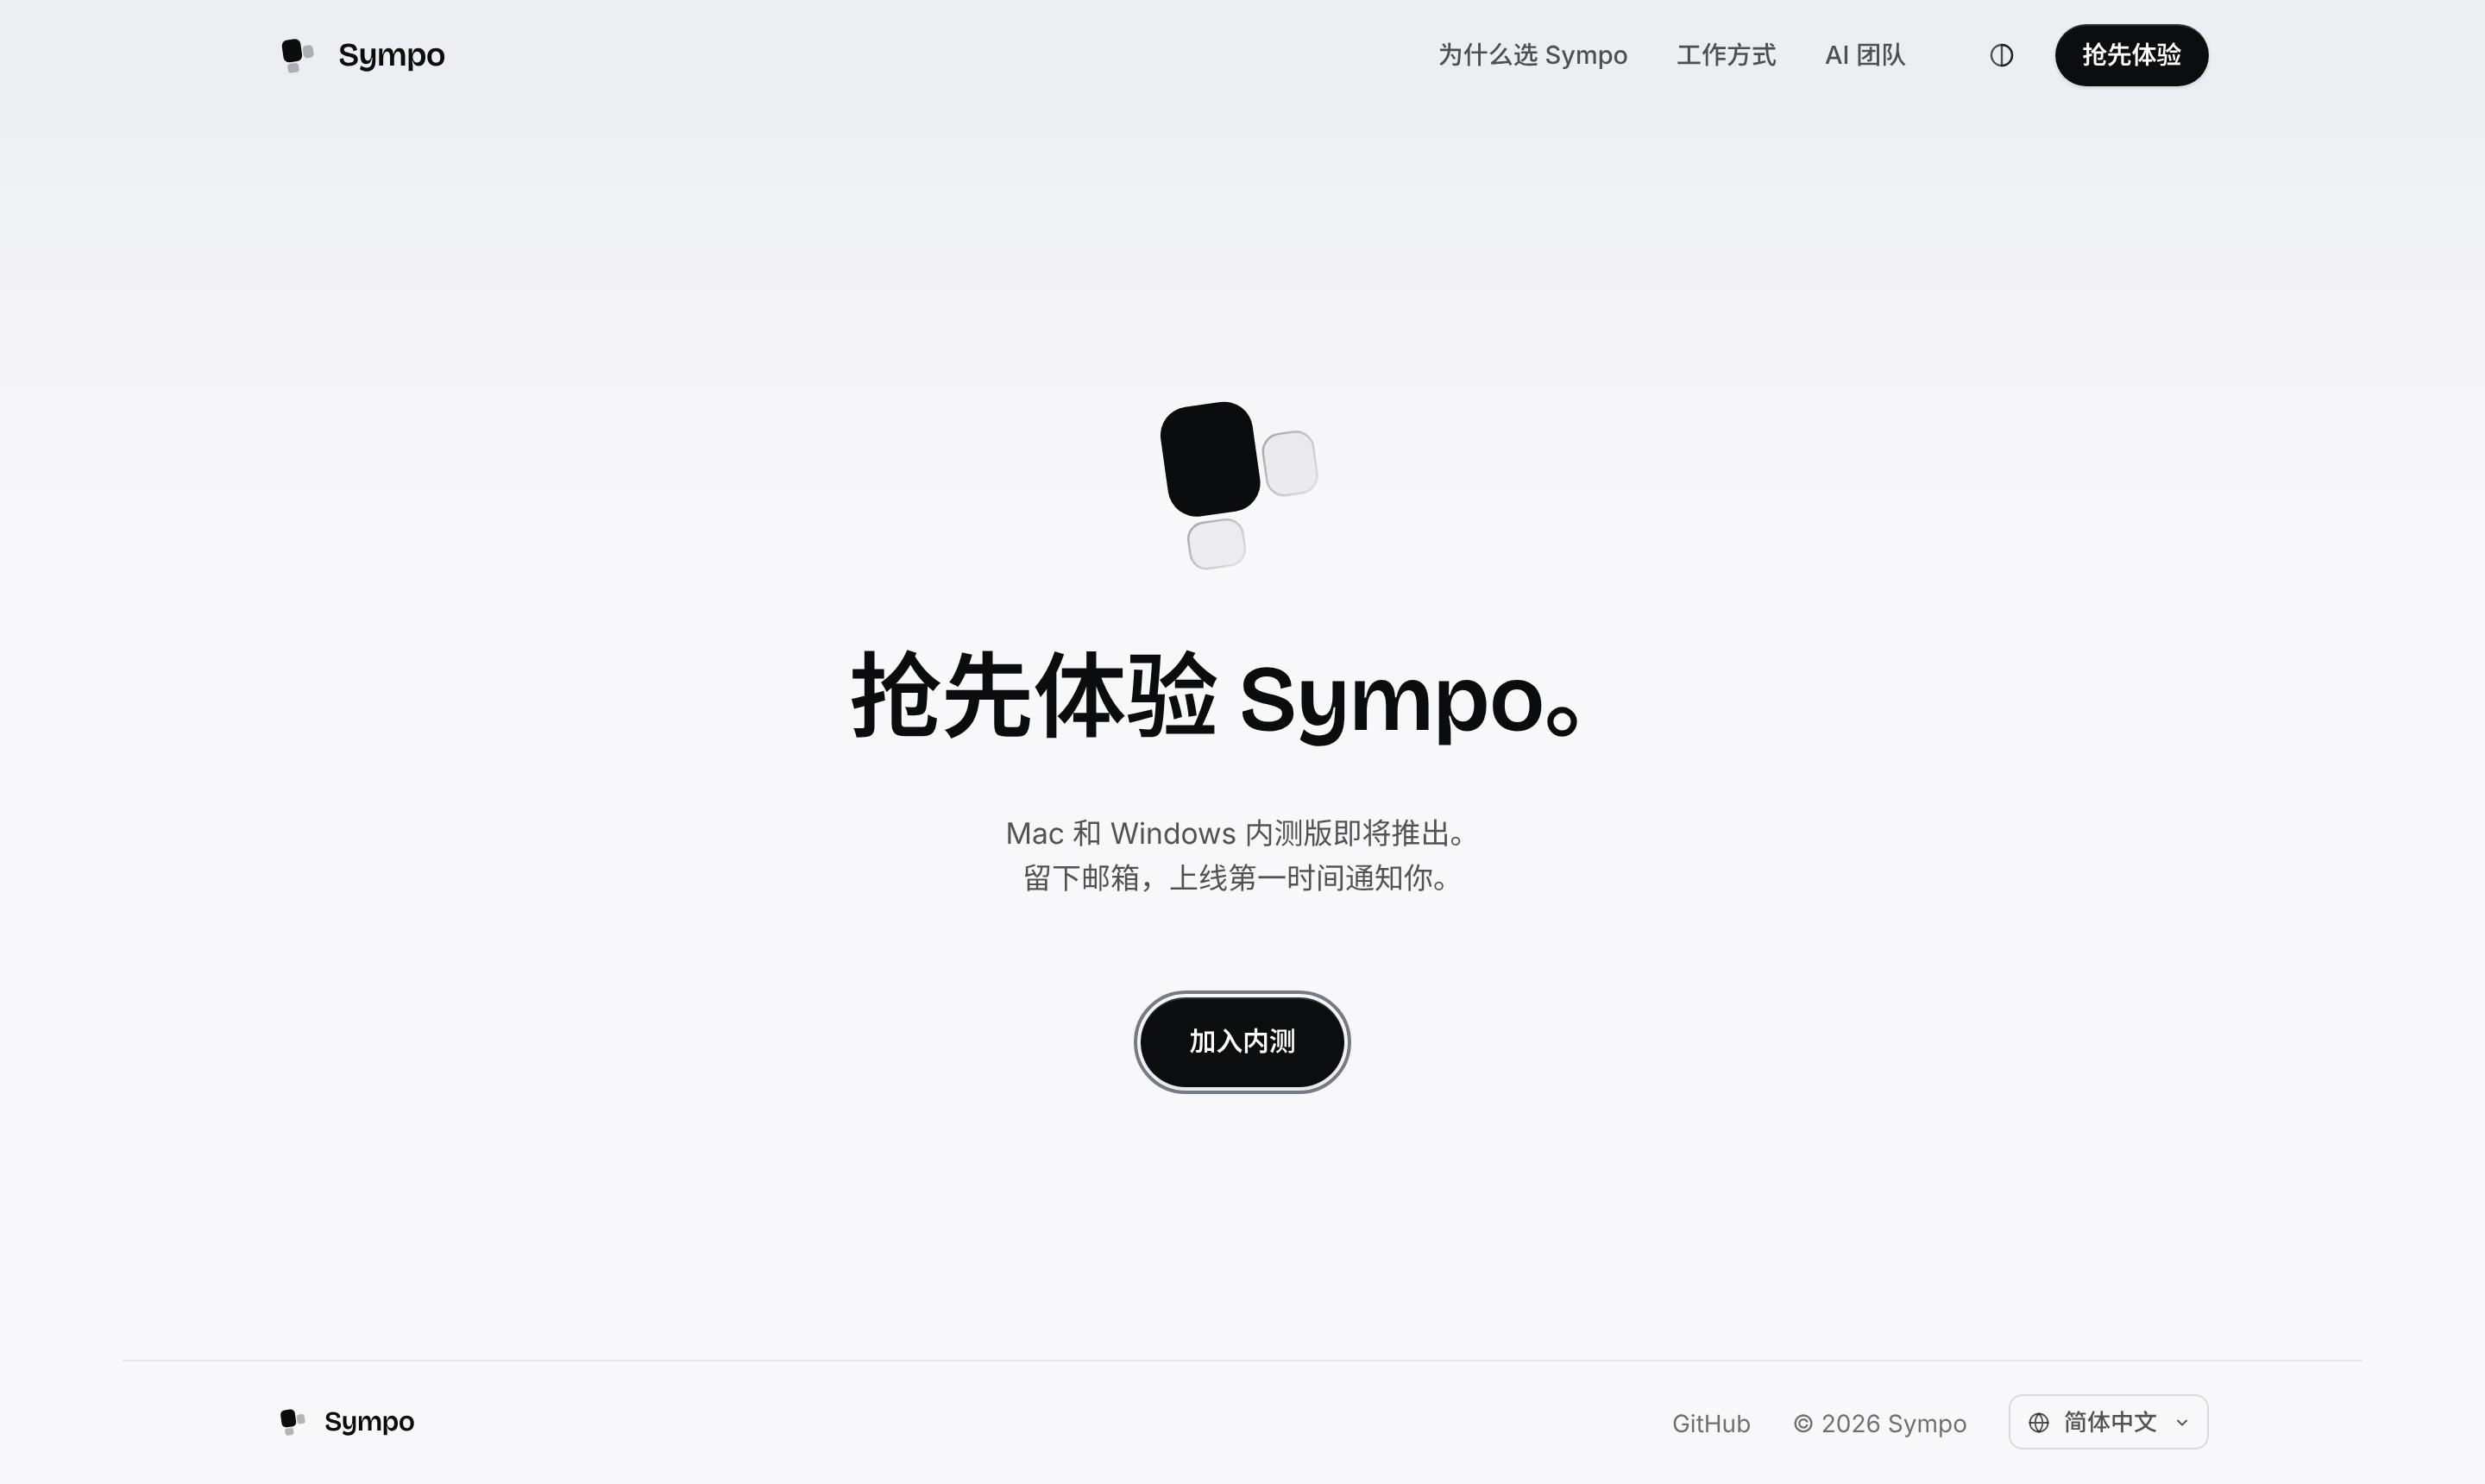 Sympo
为什么选 Sympo
工作方式
AI 团队
抢先体验
抢先体验 Sympo。
Mac 和 Windows 内测版即将推出。
留下邮箱，上线第一时间通知你。
加入内测
Sympo
GitHub
© 2026 Sympo
简体中文